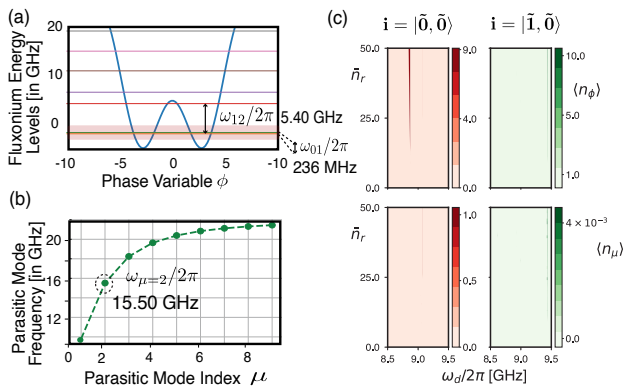 (a)
Fluxonium Energy
Levels [in GHz]
20
10
0
ω12/2π
5.40 GHz
ω01/2π
236 MHz
-10 -5 0 5 -10
Phase Variable ϕ
(b)
Parasitic Mode
Frequency [in GHz]
20
16
12
ωμ=2/2π
15.50 GHz
0 2 4 6 8
Parasitic Mode Index μ
(c)
i = |0̃, 0̃⟩ i = |1̃, 0̃⟩
n̄r
50.0
25.0
0.0
9.0
4.0
0.0
10.0
5.0
1.0
⟨nϕ⟩
n̄r
50.0
25.0
0.0
1.0
0.5
0.0
4 × 10⁻³
0.0
⟨nμ⟩
8.5 9.0 9.5 8.5 9.0 9.5
ωd/2π [GHz]